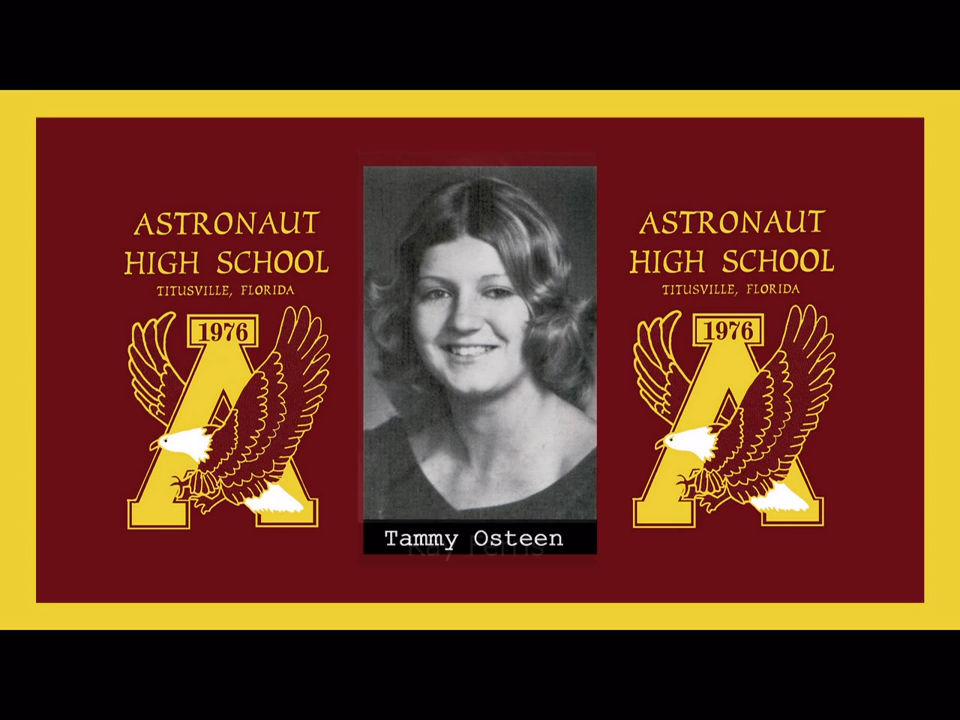 ASTRONAUT
HIGH SCHOOL
TITUSVILLE, FLORIDA
1976
Tammy Osteen
ASTRONAUT
HIGH SCHOOL
TITUSVILLE, FLORIDA
1976